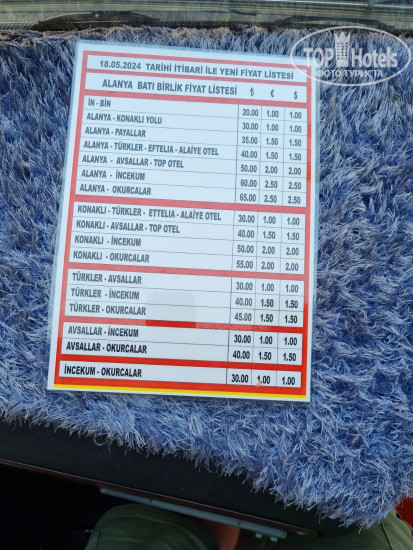 TOPHotels
ФОТО ТУРИСТА
18.05.2024 TARİHİ İTİBARİ İLE YENİ FİYAT LİSTESİ
ALANYA BATI BİRLİK FİYAT LİSTESİ ₺ € $
İN - BİN 20.00 1.00 1.00
ALANYA - KONAKLI YOLU 30.00 1.00 1.00
ALANYA - PAYALLAR 35.00 1.50 1.50
ALANYA - TÜRKLER - EFTELIA - ALAİYE OTEL 40.00 1.50 1.50
ALANYA - AVSALLAR - TOP OTEL 50.00 2.00 2.00
ALANYA - İNCEKUM 60.00 2.50 2.50
ALANYA - OKURCALAR 65.00 2.50 2.50
KONAKLI - TÜRKLER - ETTELIA - ALAİYE OTEL 30.00 1.00 1.00
KONAKLI - AVSALLAR - TOP OTEL 40.00 1.50 1.50
KONAKLI - İNCEKUM 50.00 2.00 2.00
KONAKLI - OKURCALAR 55.00 2.00 2.00
TÜRKLER - AVSALLAR 30.00 1.00 1.00
TÜRKLER - İNCEKUM 40.00 1.50 1.50
TÜRKLER - OKURCALAR 45.00 1.50 1.50
AVSALLAR - İNCEKUM 30.00 1.00 1.00
AVSALLAR - OKURCALAR 40.00 1.50 1.50
İNCEKUM - OKURCALAR 30.00 1.00 1.00